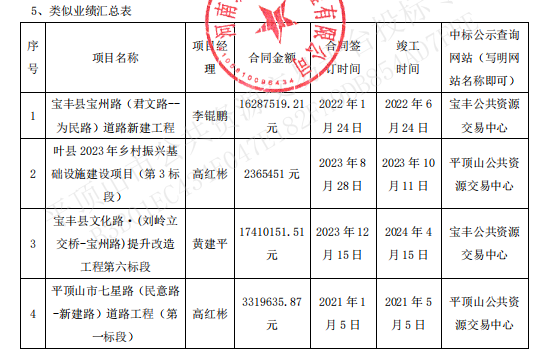 5、类似业绩汇总表
序号 项目名称 项目经理 合同金额 合同签订时间 竣工时间 中标公示查询网站（写明网站名称即可）
1 宝丰县宝州路（君文路--为民路）道路新建工程 李锟鹏 16287519.21元 2022年1月24日 2022年6月24日 宝丰公共资源交易中心
2 叶县2023年乡村振兴基础设施建设项目（第3标段） 高红彬 2365451元 2023年8月28日 2023年10月11日 平顶山公共资源交易中心
3 宝丰县文化路·(刘岭立交桥-宝州路)提升改造工程第六标段 黄建平 17410151.51元 2023年12月15日 2024年4月15日 宝丰公共资源交易中心
4 平顶山市七星路（民意路-新建路）道路工程（第一标段） 高红彬 3319635.87元 2021年1月5日 2021年5月5日 平顶山公共资源交易中心